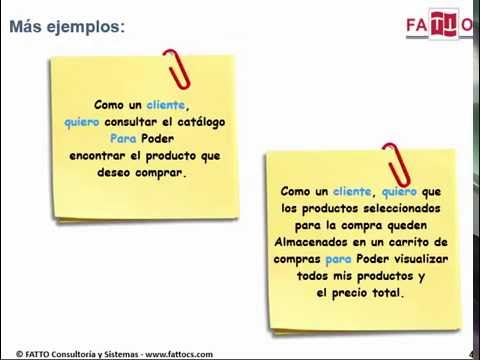 Más ejemplos:
FATTO
Como un cliente,
quiero consultar el catálogo
Para Poder
encontrar el producto que
deseo comprar.
Como un cliente, quiero que
los productos seleccionados
para la compra queden
Almacenados en un carrito de
compras para Poder visualizar
todos mis productos y
el precio total.
© FATTO Consultoría y Sistemas - www.fattocs.com
4